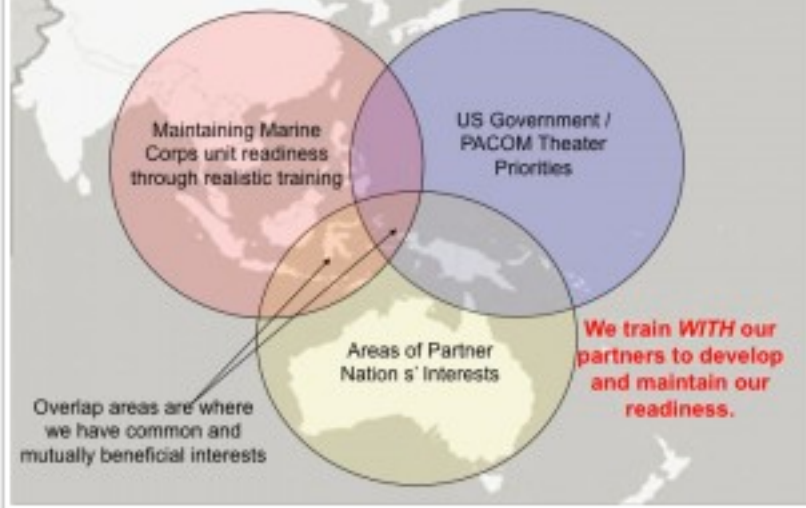 Maintaining Marine
Corps unit readiness
through realistic training
US Government /
PACOM Theater
Priorities
Areas of Partner
Nation s' Interests
We train WITH our
partners to develop
and maintain our
readiness.
Overlap areas are where
we have common and
mutually beneficial interests